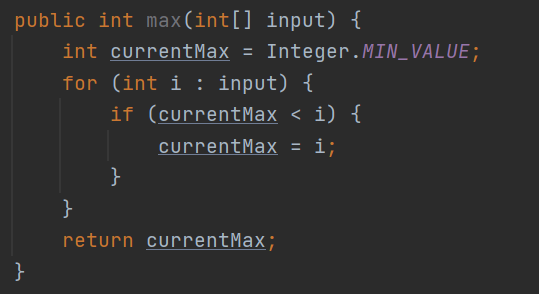 public int max(int[] input) {
    int currentMax = Integer.MIN_VALUE;
    for (int i : input) {
        if (currentMax < i) {
            currentMax = i;
        }
    }
    return currentMax;
}